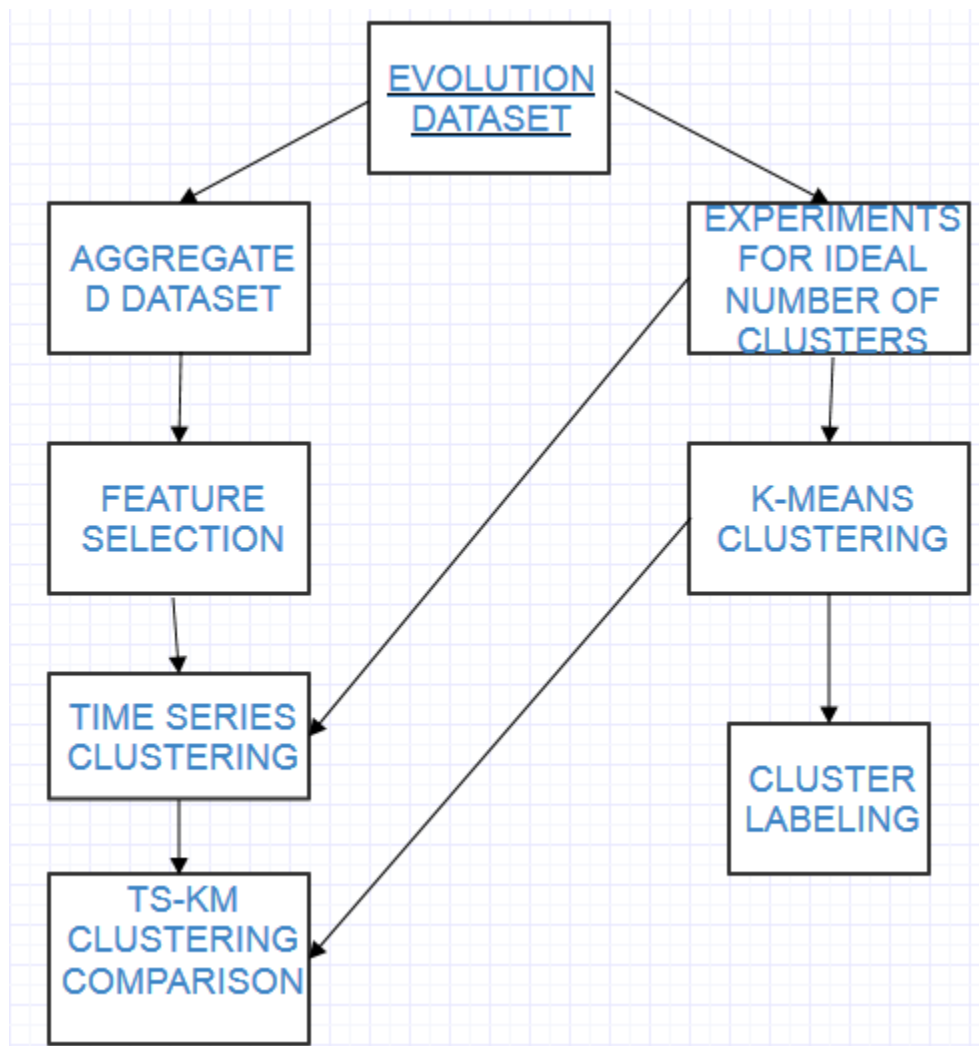 EVOLUTION
DATASET
AGGREGATE
D DATASET
EXPERIMENTS
FOR IDEAL
NUMBER OF
CLUSTERS
FEATURE
SELECTION
K-MEANS
CLUSTERING
TIME SERIES
CLUSTERING
CLUSTER
LABELING
TS-KM
CLUSTERING
COMPARISON